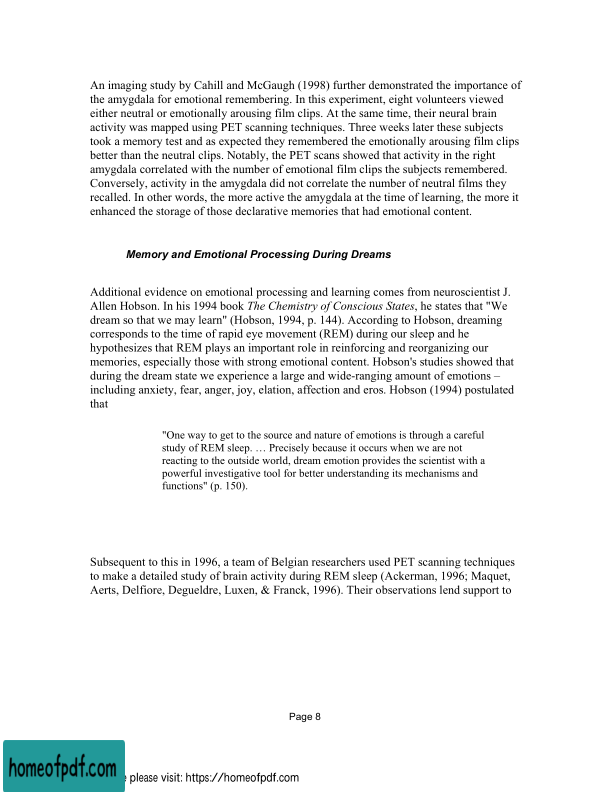 An imaging study by Cahill and McGaugh (1998) further demonstrated the importance of
the amygdala for emotional remembering. In this experiment, eight volunteers viewed
either neutral or emotionally arousing film clips. At the same time, their neural brain
activity was mapped using PET scanning techniques. Three weeks later these subjects
took a memory test and as expected they remembered the emotionally arousing film clips
better than the neutral clips. Notably, the PET scans showed that activity in the right
amygdala correlated with the number of emotional film clips the subjects remembered.
Conversely, activity in the amygdala did not correlate the number of neutral films they
recalled. In other words, the more active the amygdala at the time of learning, the more it
enhanced the storage of those declarative memories that had emotional content.
Memory and Emotional Processing During Dreams
Additional evidence on emotional processing and learning comes from neuroscientist J.
Allen Hobson. In his 1994 book The Chemistry of Conscious States, he states that "We
dream so that we may learn" (Hobson, 1994, p. 144). According to Hobson, dreaming
corresponds to the time of rapid eye movement (REM) during our sleep and he
hypothesizes that REM plays an important role in reinforcing and reorganizing our
memories, especially those with strong emotional content. Hobson's studies showed that
during the dream state we experience a large and wide-ranging amount of emotions –
including anxiety, fear, anger, joy, elation, affection and eros. Hobson (1994) postulated
that
"One way to get to the source and nature of emotions is through a careful
study of REM sleep. … Precisely because it occurs when we are not
reacting to the outside world, dream emotion provides the scientist with a
powerful investigative tool for better understanding its mechanisms and
functions" (p. 150).
Subsequent to this in 1996, a team of Belgian researchers used PET scanning techniques
to make a detailed study of brain activity during REM sleep (Ackerman, 1996; Maquet,
Aerts, Delfiore, Degueldre, Luxen, & Franck, 1996). Their observations lend support to
Page 8
homeofpdf.com
please visit: https://homeofpdf.com